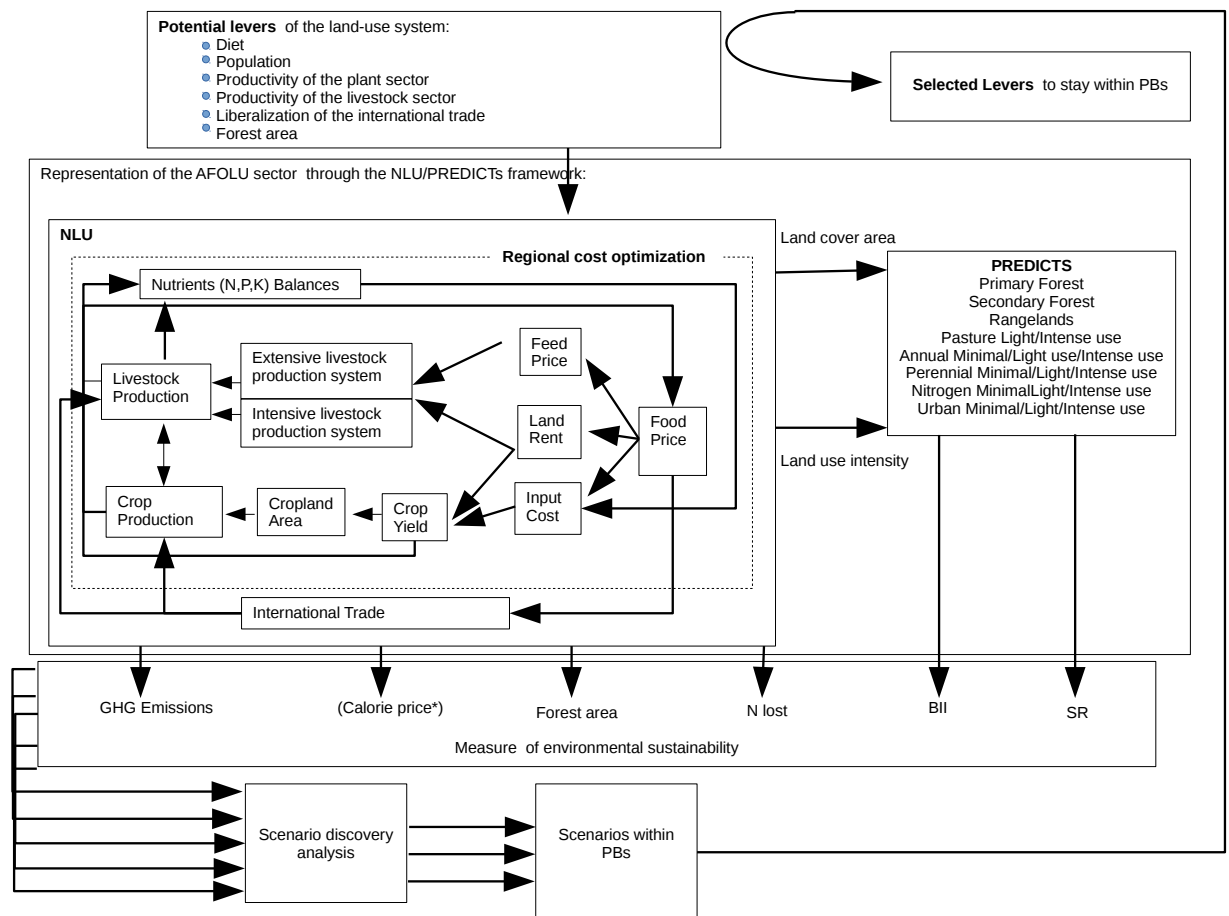 Potential levers of the land-use system:
Diet
Population
Productivity of the plant sector
Productivity of the livestock sector
Liberalization of the international trade
Forest area
Selected Levers to stay within PBs
Representation of the AFOLU sector through the NLU/PREDICTs framework:
NLU
Regional cost optimization
Nutrients (N,P,K) Balances
Livestock
Production
Extensive livestock
production system
Intensive livestock
production system
Feed
Price
Land
Rent
Food
Price
Crop
Production
Cropland
Area
Crop
Yield
Input
Cost
International Trade
Land cover area
Land use intensity
PREDICTS
Primary Forest
Secondary Forest
Rangelands
Pasture Light/Intense use
Annual Minimal/Light use/Intense use
Perennial Minimal/Light/Intense use
Nitrogen MinimalLight/Intense use
Urban Minimal/Light/Intense use
GHG Emissions
(Calorie price*)
Forest area
N lost
BII
SR
Measure of environmental sustainability
Scenario discovery
analysis
Scenarios within
PBs